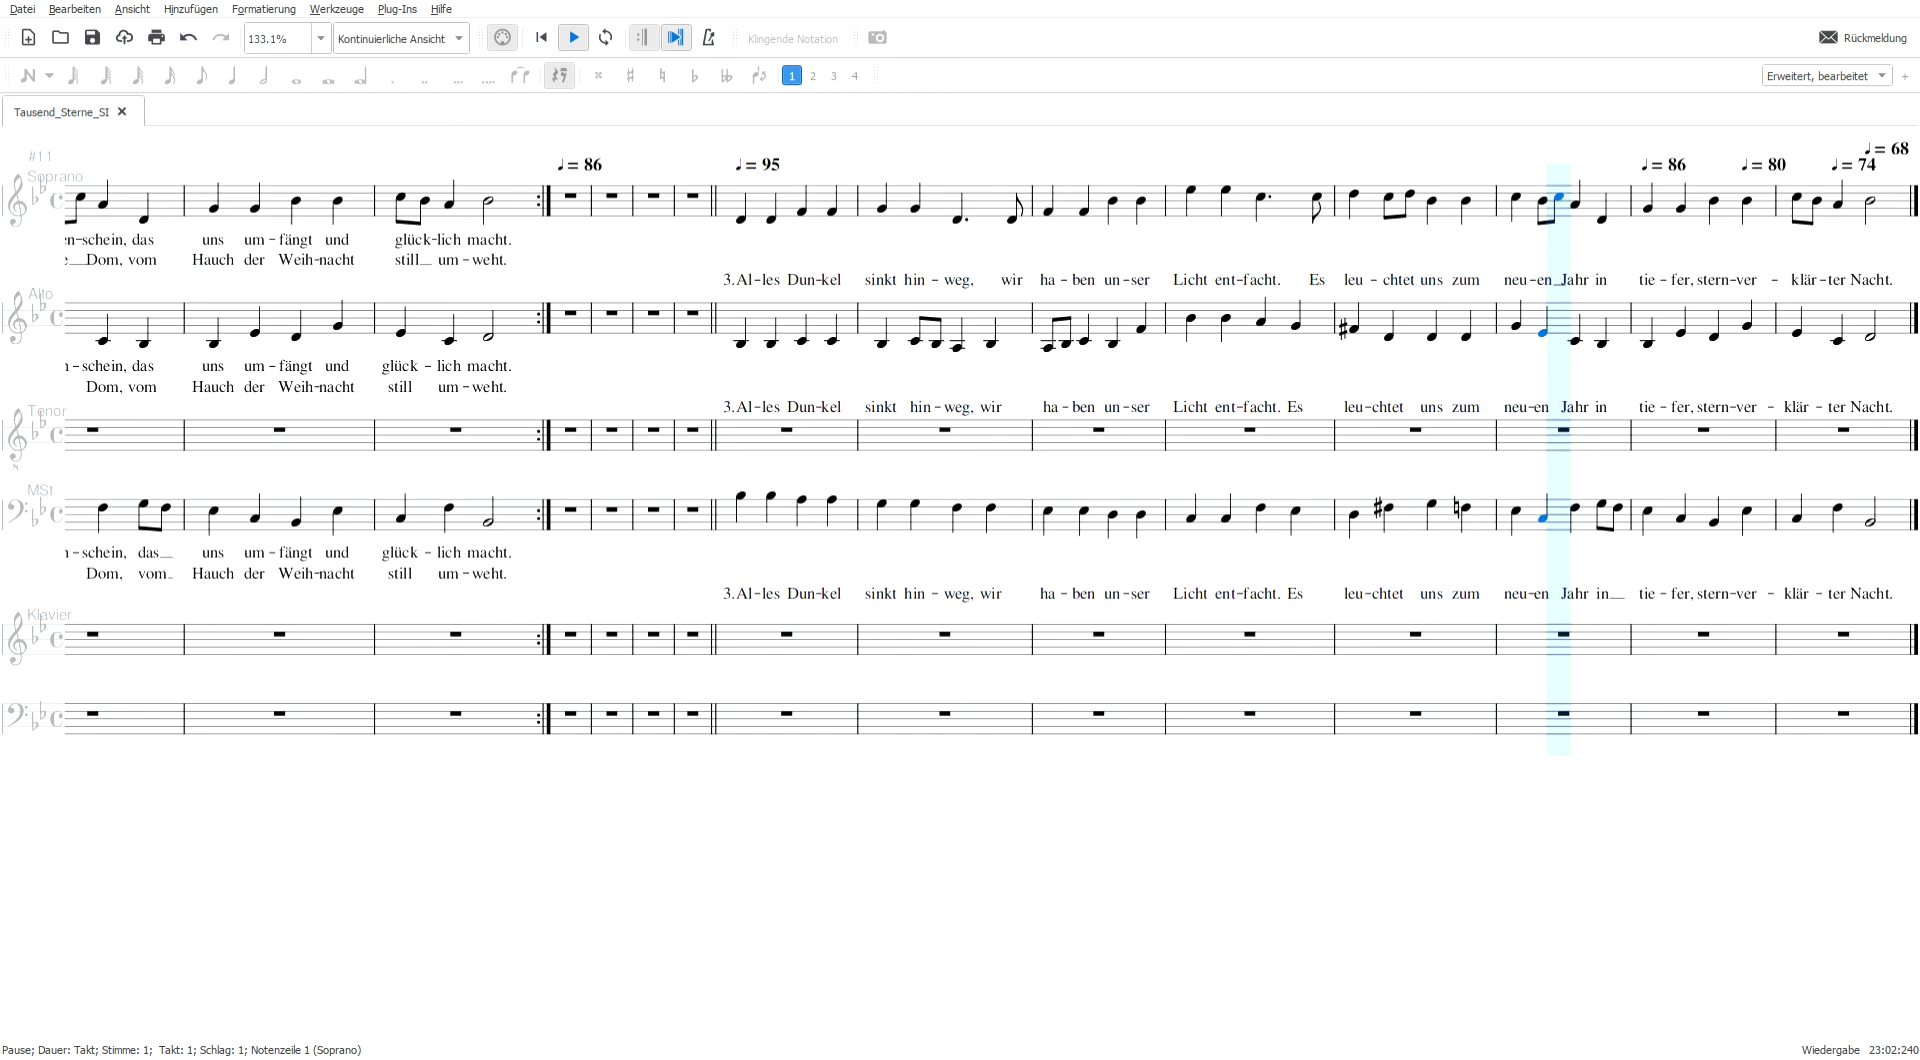 Datei Bearbeiten Ansicht Hinzufügen Formatierung Werkzeuge Plug-Ins Hilfe
133.1% Kontinuierliche Ansicht Klingende Notation Rückmeldung
1 2 3 4 Erweitert, bearbeitet +
Tausend_Sterne_SI
= 68
#11 = 86 = 95 = 86 = 80 = 74
Soprano
n-schein, das uns um-fängt und glück-lich macht.
e__Dom, vom Hauch der Weih-nacht still_ um-weht.
3.Al-les Dun-kel sinkt hin-weg, wir ha-ben un-ser Licht ent-facht. Es leu-chtet uns zum neu-en_Jahr in tie-fer, stern-ver-klär-ter Nacht.
Alto
-schein, das uns um-fängt und glück-lich macht.
Dom, vom Hauch der Weih-nacht still um-weht.
3.Al-les Dun-kel sinkt hin-weg, wir ha-ben un-ser Licht ent-facht. Es leu-chtet uns zum neu-en Jahr in tie-fer, stern-ver-klär-ter Nacht.
Tenor
MSt
-schein, das_ uns um-fängt und glück-lich macht.
Dom, vom_ Hauch der Weih-nacht still um-weht.
3.Al-les Dun-kel sinkt hin-weg, wir ha-ben un-ser Licht ent-facht. Es leu-chtet uns zum neu-en Jahr in_ tie-fer, stern-ver-klär-ter Nacht.
Klavier
Pause; Dauer: Takt; Stimme: 1; Takt: 1; Schlag: 1; Notenzeile 1 (Soprano) Wiedergabe 23:02:240